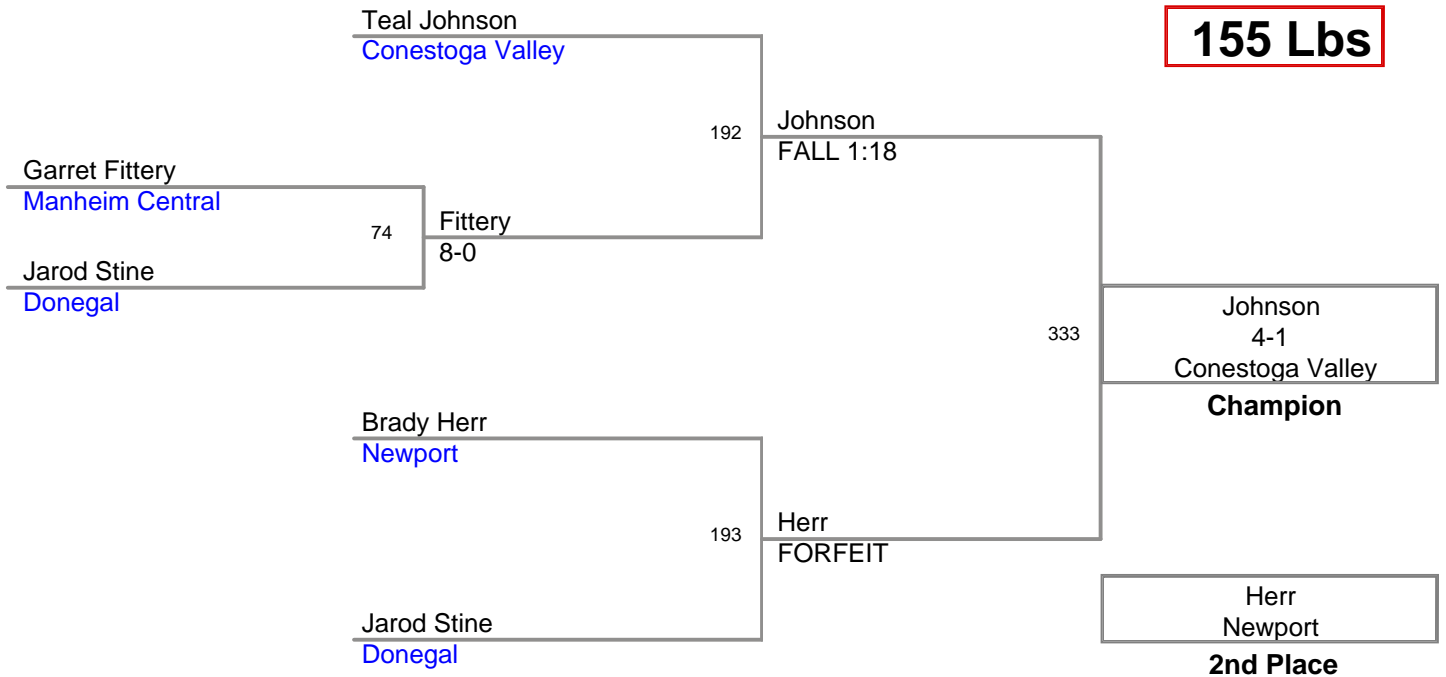 Teal Johnson
Conestoga Valley
155 Lbs
192
Johnson
FALL 1:18
Garret Fittery
Manheim Central
74
Fittery
8-0
Jarod Stine
Donegal
333
Johnson
4-1
Conestoga Valley
Champion
Brady Herr
Newport
193
Herr
FORFEIT
Jarod Stine
Donegal
Herr
Newport
2nd Place